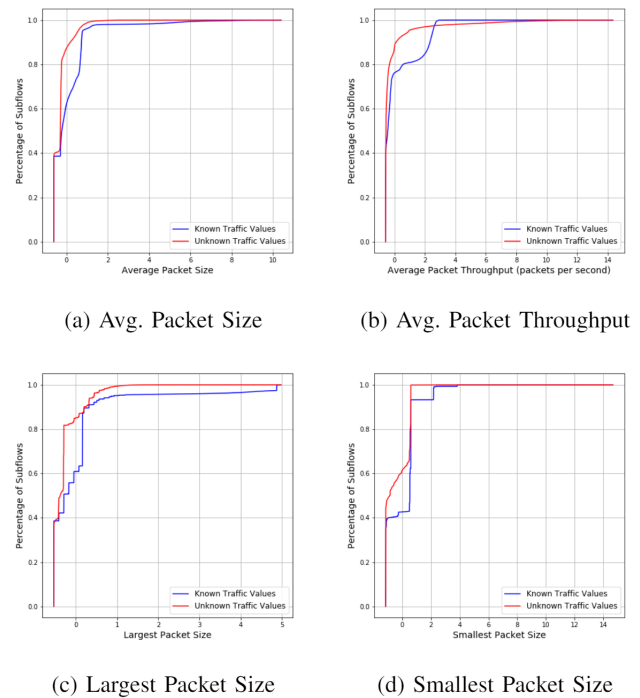 1.0
0.8
0.6
0.4
0.2
0.0
Percentage of Subflows
Known Traffic Values
Unknown Traffic Values
0 2 4 6 8 10
Average Packet Size
(a) Avg. Packet Size
1.0
0.8
0.6
0.4
0.2
0.0
Percentage of Subflows
Known Traffic Values
Unknown Traffic Values
0 2 4 6 8 10 12 14
Average Packet Throughput (packets per second)
(b) Avg. Packet Throughput
1.0
0.8
0.6
0.4
0.2
0.0
Percentage of Subflows
Known Traffic Values
Unknown Traffic Values
0 1 2 3 4 5
Largest Packet Size
(c) Largest Packet Size
1.0
0.8
0.6
0.4
0.2
0.0
Percentage of Subflows
Known Traffic Values
Unknown Traffic Values
0 2 4 6 8 10 12 14
Smallest Packet Size
(d) Smallest Packet Size